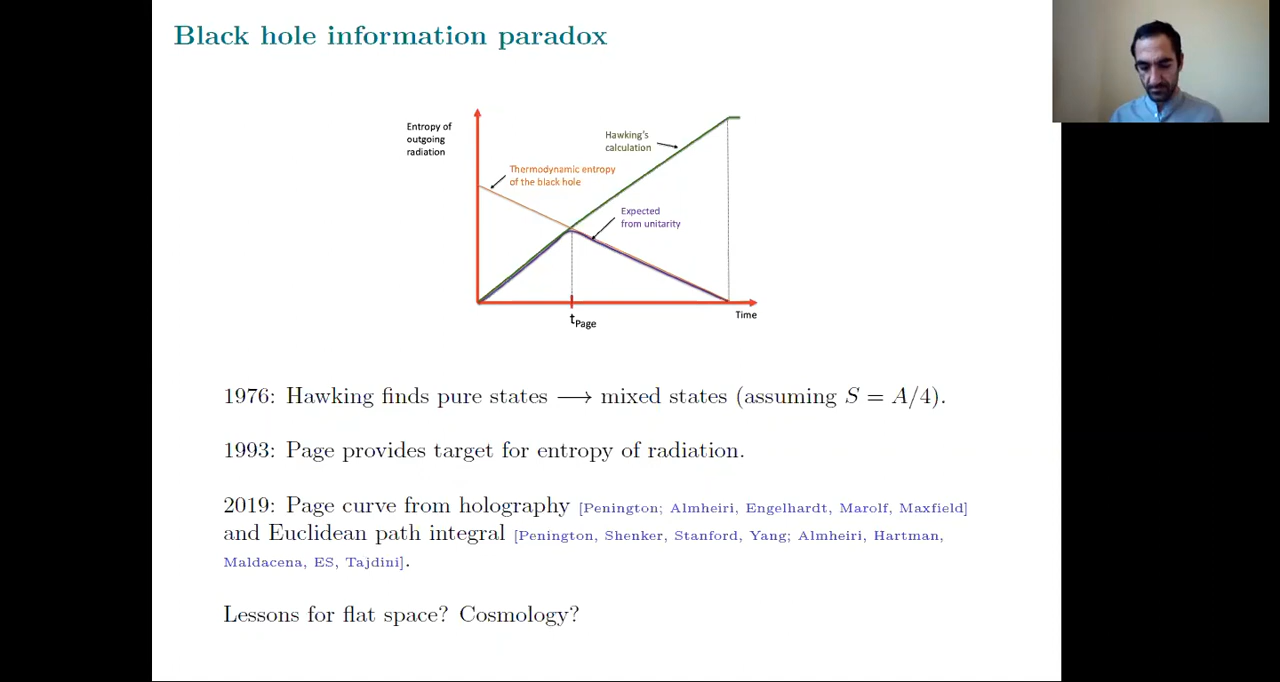 Black hole information paradox
Entropy of
outgoing
radiation
Hawking's
calculation
Thermodynamic entropy
of the black hole
Expected
from unitarity
Time
tPage
1976: Hawking finds pure states ⟶ mixed states (assuming S = A/4).
1993: Page provides target for entropy of radiation.
2019: Page curve from holography [Penington; Almheiri, Engelhardt, Marolf, Maxfield]
and Euclidean path integral [Penington, Shenker, Stanford, Yang; Almheiri, Hartman,
Maldacena, ES, Tajdini].
Lessons for flat space? Cosmology?